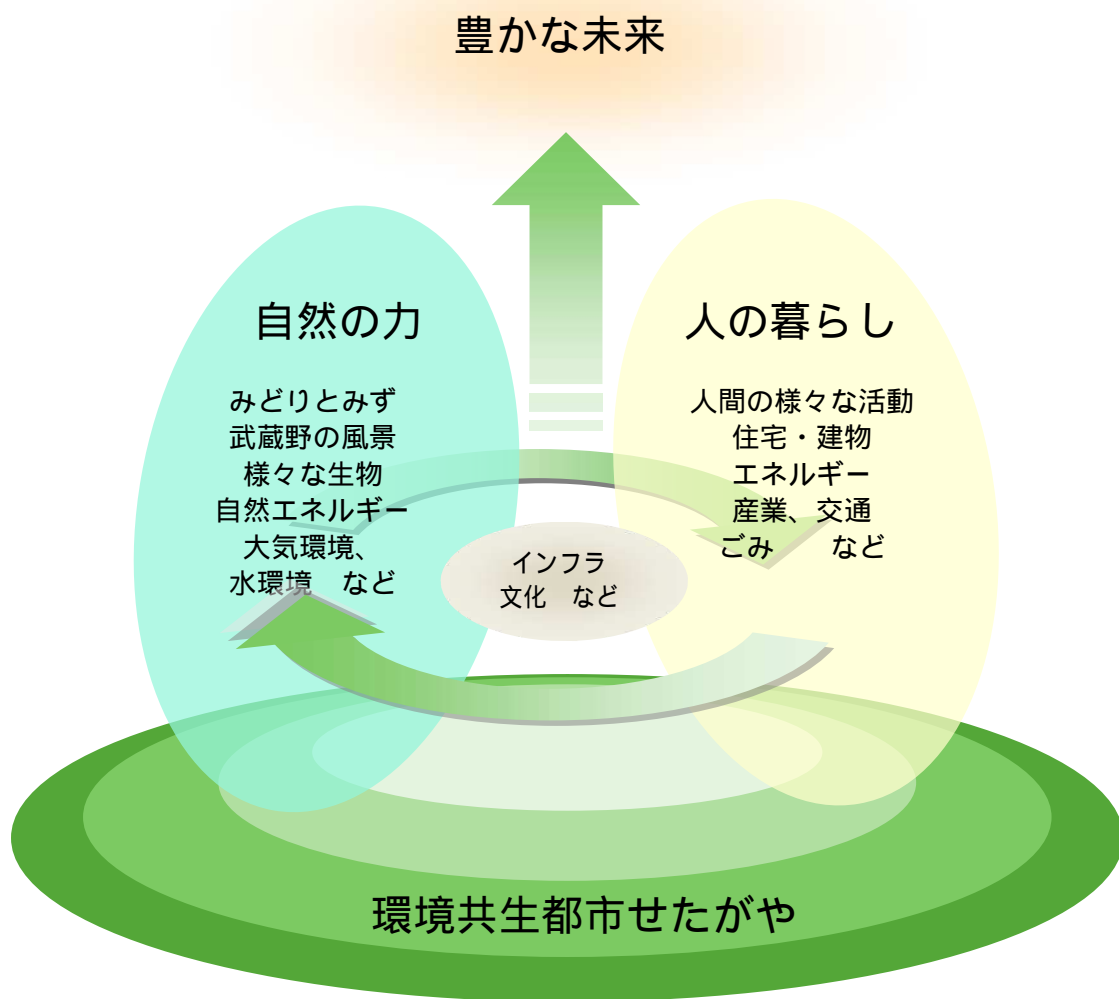 豊かな未来
自然の力
みどりとみず
武蔵野の風景
様々な生物
自然エネルギー
大気環境、
水環境　など
人の暮らし
人間の様々な活動
住宅・建物
エネルギー
産業、交通
ごみ　　など
インフラ
文化　など
環境共生都市せたがや